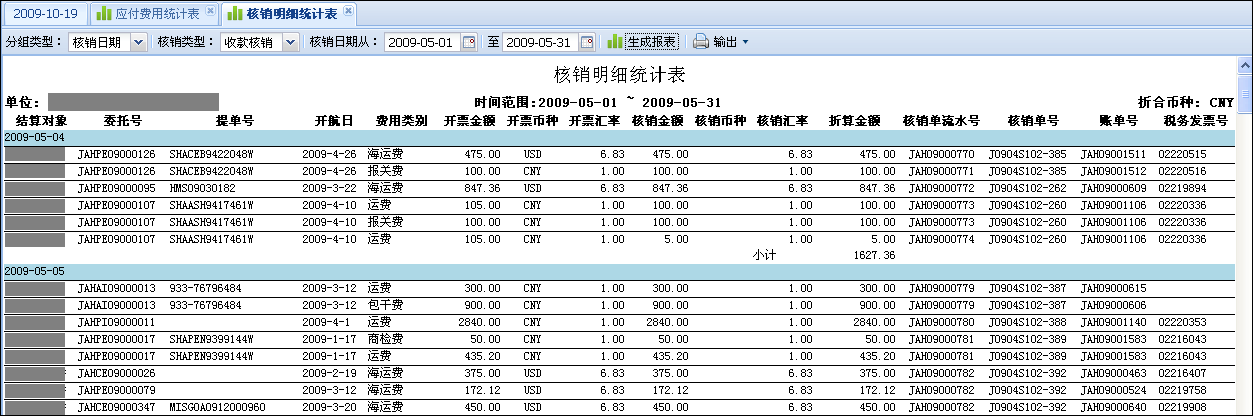 2009-10-19 应付费用统计表 核销明细统计表
分组类型： 核销日期 核销类型： 收款核销 核销日期从： 2009-05-01 至 2009-05-31 生成报表 输出
核销明细统计表
单位： 时间范围:2009-05-01 ~ 2009-05-31 折合币种：CNY
结算对象 委托号 提单号 开航日 费用类别 开票金额 开票币种 开票汇率 核销金额 核销币种 核销汇率 折算金额 核销单流水号 核销单号 账单号 税务发票号
2009-05-04
JAHPE09000126 SHACEB9422048W 2009-4-26 海运费 475.00 USD 6.83 475.00 6.83 475.00 JAH09000770 J0904S102-385 JAH09001511 02220515
JAHPE09000126 SHACEB9422048W 2009-4-26 报关费 100.00 CNY 1.00 100.00 1.00 100.00 JAH09000771 J0904S102-385 JAH09001512 02220516
JAHPE09000095 HMS09030182 2009-3-22 海运费 847.36 USD 6.83 847.36 6.83 847.36 JAH09000772 J0904S102-262 JAH09000609 02219894
JAHPE09000107 SHAASH9417461W 2009-4-10 运费 105.00 CNY 1.00 100.00 1.00 100.00 JAH09000773 J0904S102-260 JAH09001106 02220336
JAHPE09000107 SHAASH9417461W 2009-4-10 报关费 100.00 CNY 1.00 100.00 1.00 100.00 JAH09000773 J0904S102-260 JAH09001106 02220336
JAHPE09000107 SHAASH9417461W 2009-4-10 运费 105.00 CNY 1.00 5.00 1.00 5.00 JAH09000774 J0904S102-260 JAH09001106 02220336
小计 1627.36
2009-05-05
JAHAI09000013 933-76796484 2009-3-12 运费 300.00 CNY 1.00 300.00 1.00 300.00 JAH09000779 J0904S102-387 JAH09000615
JAHAI09000013 933-76796484 2009-3-12 包干费 900.00 CNY 1.00 900.00 1.00 900.00 JAH09000779 J0904S102-387 JAH09000606
JAHPI09000011 2009-4-1 运费 2840.00 CNY 1.00 2840.00 1.00 2840.00 JAH09000780 J0904S102-388 JAH09001140 02220353
JAHPE09000017 SHAPEN9399144W 2009-1-17 商检费 50.00 CNY 1.00 50.00 1.00 50.00 JAH09000781 J0904S102-389 JAH09001583 02216043
JAHPE09000017 SHAPEN9399144W 2009-1-17 运费 435.20 CNY 1.00 435.20 1.00 435.20 JAH09000781 J0904S102-389 JAH09001583 02216043
JAHCE09000026 2009-2-19 海运费 375.00 USD 6.83 375.00 6.83 375.00 JAH09000782 J0904S102-392 JAH09000463 02216407
JAHPE09000079 2009-3-12 海运费 172.12 USD 6.83 172.12 6.83 172.12 JAH09000782 J0904S102-392 JAH09000524 02219758
JAHCE09000347 MISGOA0912000960 2009-3-20 海运费 450.00 USD 6.83 450.00 6.83 450.00 JAH09000782 J0904S102-392 JAH09000640 02219908